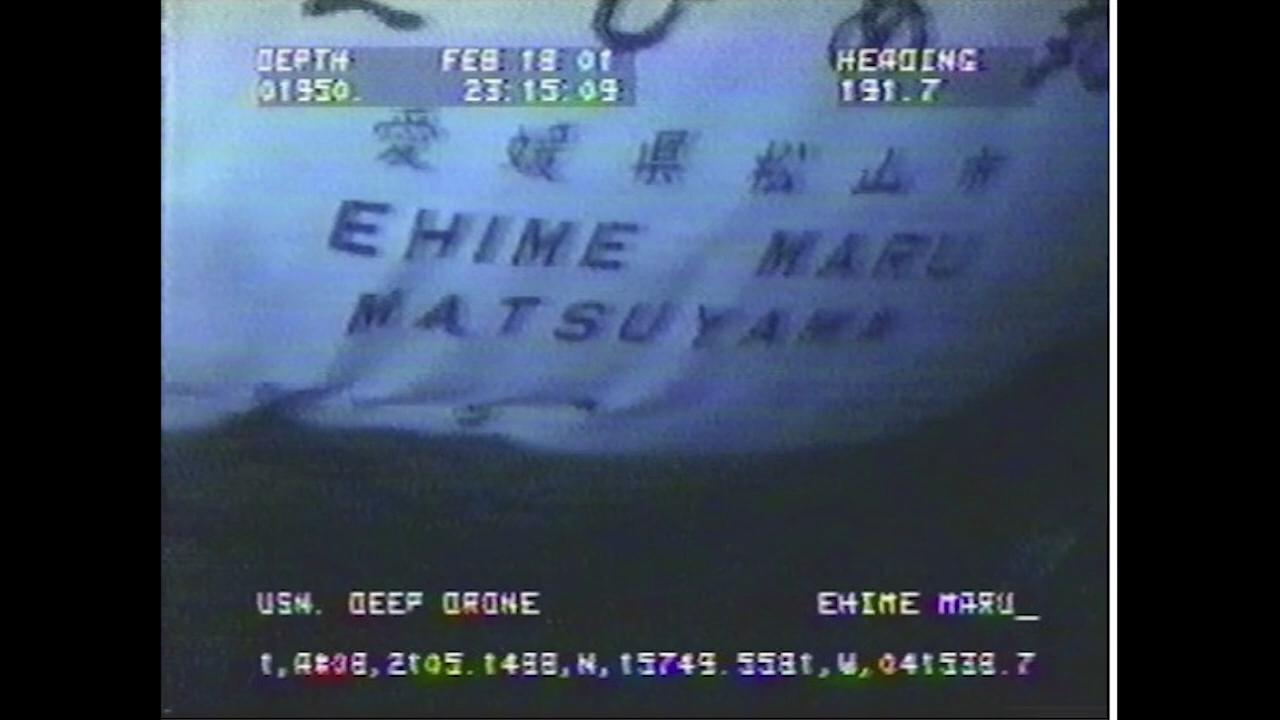 DEPTH FEB 18 01 HEADING
01950. 23:15:09 191.7
愛媛県松山市
EHIME MARU
MATSUYAMA
USN. DEEP DRONE EHIME MARU_